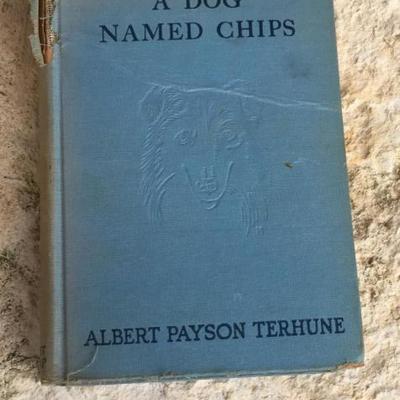 A DOG
NAMED CHIPS
ALBERT PAYSON TERHUNE